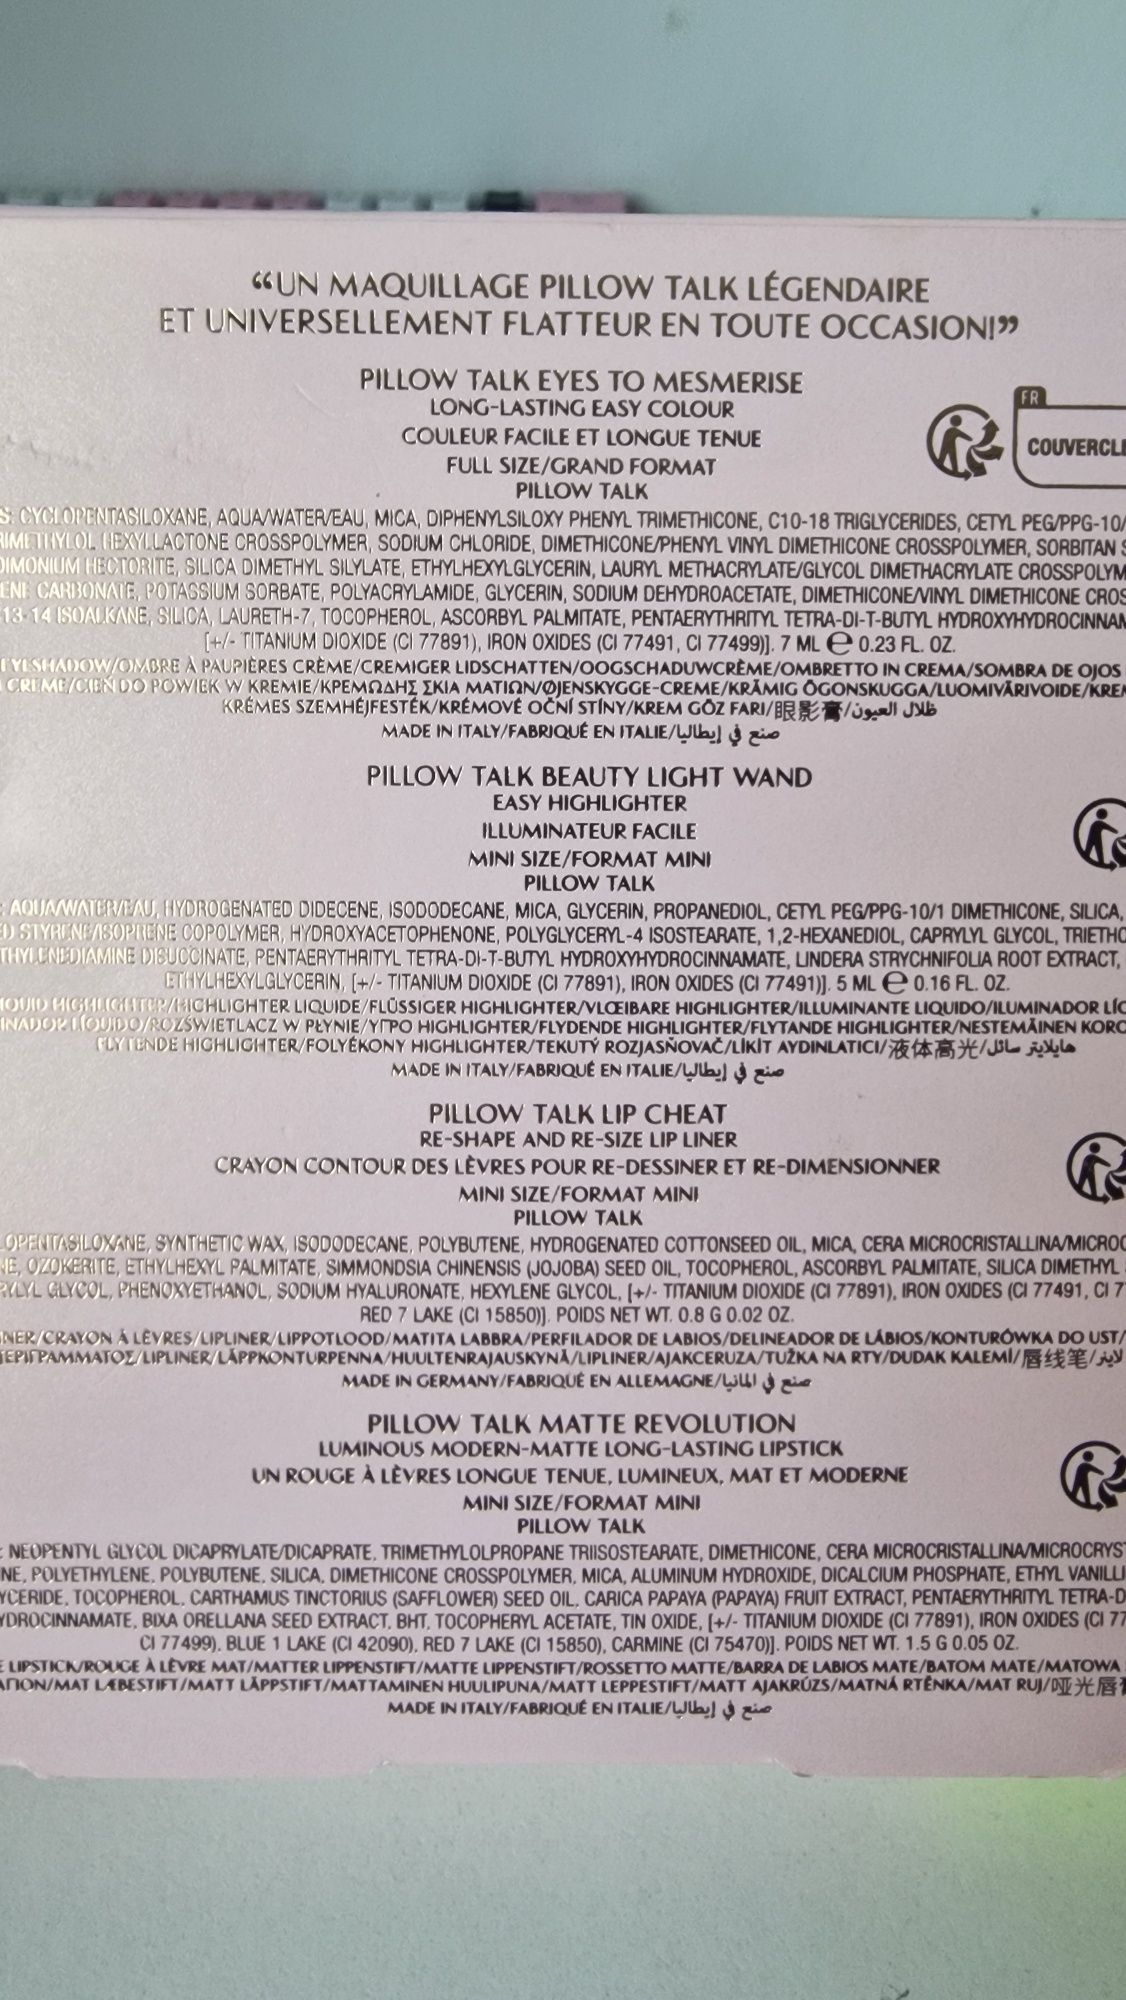 “UN MAQUILLAGE PILLOW TALK LÉGENDAIRE
ET UNIVERSELLEMENT FLATTEUR EN TOUTE OCCASION!”
PILLOW TALK EYES TO MESMERISE
LONG-LASTING EASY COLOUR
COULEUR FACILE ET LONGUE TENUE
FULL SIZE/GRAND FORMAT
PILLOW TALK
FR
COUVERCLE
CYCLOPENTASILOXANE, AQUA/WATER/EAU, MICA, DIPHENYLSILOXY PHENYL TRIMETHICONE, C10-18 TRIGLYCERIDES, CETYL PEG/PPG-10/
HEXYLLACTONE CROSSPOLYMER, SODIUM CHLORIDE, DIMETHICONE/PHENYL VINYL DIMETHICONE CROSSPOLYMER, SORBITAN
HECTORITE, SILICA DIMETHYL SILYLATE, ETHYLHEXYLGLYCERIN, LAURYL METHACRYLATE/GLYCOL DIMETHACRYLATE CROSSPOLYM
CARBONATE, POTASSIUM SORBATE, POLYACRYLAMIDE, GLYCERIN, SODIUM DEHYDROACETATE, DIMETHICONE/VINYL DIMETHICONE CROS
13-14 ISOALKANE, SILICA, LAURETH-7, TOCOPHEROL, ASCORBYL PALMITATE, PENTAERYTHRITYL TETRA-DI-T-BUTYL HYDROXYHYDROCINNAM
[+/- TITANIUM DIOXIDE (CI 77891), IRON OXIDES (CI 77491, CI 77499)]. 7 ML ℮ 0.23 FL. OZ.
EYESHADOW/OMBRE À PAUPIÈRES CRÈME/CREMIGER LIDSCHATTEN/OOGSCHADUWCRÈME/OMBRETTO IN CREMA/SOMBRA DE OJOS
CREME/CIEŃ DO POWIEK W KREMIE/ΚΡΕΜΩΔΗΣ ΣΚΙΑ ΜΑΤΙΩΝ/ØJENSKYGGE-CREME/KRÄMIG ÖGONSKUGGA/LUOMIVÄRIVOIDE/KREM
KRÉMES SZEMHÉJFESTÉK/KRÉMOVÉ OČNÍ STÍNY/KREM GÖZ FARI/眼影膏/ظلال العيون
MADE IN ITALY/FABRIQUÉ EN ITALIE/صنع في إيطاليا
PILLOW TALK BEAUTY LIGHT WAND
EASY HIGHLIGHTER
ILLUMINATEUR FACILE
MINI SIZE/FORMAT MINI
PILLOW TALK
: AQUA/WATER/EAU, HYDROGENATED DIDECENE, ISODODECANE, MICA, GLYCERIN, PROPANEDIOL, CETYL PEG/PPG-10/1 DIMETHICONE, SILICA,
STYRENE/ISOPRENE COPOLYMER, HYDROXYACETOPHENONE, POLYGLYCERYL-4 ISOSTEARATE, 1,2-HEXANEDIOL, CAPRYLYL GLYCOL, TRIETHO
THYLENEDIAMINE DISUCCINATE, PENTAERYTHRITYL TETRA-DI-T-BUTYL HYDROXYHYDROCINNAMATE, LINDERA STRYCHNIFOLIA ROOT EXTRACT,
ETHYLHEXYLGLYCERIN, [+/- TITANIUM DIOXIDE (CI 77891), IRON OXIDES (CI 77491)]. 5 ML ℮ 0.16 FL. OZ.
HIGHLIGHTER/HIGHLIGHTER LIQUIDE/FLÜSSIGER HIGHLIGHTER/VLŒIBARE HIGHLIGHTER/ILLUMINANTE LIQUIDO/ILUMINADOR LÍQ
INADOR LÍQUIDO/ROZŚWIETLACZ W PŁYNIE/ΥΓΡΟ HIGHLIGHTER/FLYDENDE HIGHLIGHTER/FLYTANDE HIGHLIGHTER/NESTEMÄINEN KORO
FLYTENDE HIGHLIGHTER/FOLYÉKONY HIGHLIGHTER/TEKUTÝ ROZJASŇOVAČ/LİKİT AYDINLATICI/液体高光/هايلايتر سائل
MADE IN ITALY/FABRIQUÉ EN ITALIE/صنع في إيطاليا
PILLOW TALK LIP CHEAT
RE-SHAPE AND RE-SIZE LIP LINER
CRAYON CONTOUR DES LÈVRES POUR RE-DESSINER ET RE-DIMENSIONNER
MINI SIZE/FORMAT MINI
PILLOW TALK
LOPENTASILOXANE, SYNTHETIC WAX, ISODODECANE, POLYBUTENE, HYDROGENATED COTTONSEED OIL, MICA, CERA MICROCRISTALLINA/MICROC
NE, OZOKERITE, ETHYLHEXYL PALMITATE, SIMMONDSIA CHINENSIS (JOJOBA) SEED OIL, TOCOPHEROL, ASCORBYL PALMITATE, SILICA DIMETHYL
RYLYL GLYCOL, PHENOXYETHANOL, SODIUM HYALURONATE, HEXYLENE GLYCOL, [+/- TITANIUM DIOXIDE (CI 77891), IRON OXIDES (CI 77491, CI 7
RED 7 LAKE (CI 15850)]. POIDS NET WT. 0.8 G 0.02 OZ.
NER/CRAYON À LÈVRES/LIPLINER/LIPPOTLOOD/MATITA LABBRA/PERFILADOR DE LABIOS/DELINEADOR DE LÁBIOS/KONTURÓWKA DO UST/
ΠΕΡΙΓΡΑΜΜΑΤΟΣ/LIPLINER/LÄPPKONTURPENNA/HUULTENRAJAUSKYNÄ/LIPLINER/AJAKCERUZA/TUŽKA NA RTY/DUDAK KALEMİ/唇线笔/لاينر
MADE IN GERMANY/FABRIQUÉ EN ALLEMAGNE/صنع في المانيا
PILLOW TALK MATTE REVOLUTION
LUMINOUS MODERN-MATTE LONG-LASTING LIPSTICK
UN ROUGE À LÈVRES LONGUE TENUE, LUMINEUX, MAT ET MODERNE
MINI SIZE/FORMAT MINI
PILLOW TALK
: NEOPENTYL GLYCOL DICAPRYLATE/DICAPRATE, TRIMETHYLOLPROPANE TRIISOSTEARATE, DIMETHICONE, CERA MICROCRISTALLINA/MICROCRYST
NE, POLYETHYLENE, POLYBUTENE, SILICA, DIMETHICONE CROSSPOLYMER, MICA, ALUMINUM HYDROXIDE, DICALCIUM PHOSPHATE, ETHYL VANILLI
YCERIDE, TOCOPHEROL, CARTHAMUS TINCTORIUS (SAFFLOWER) SEED OIL, CARICA PAPAYA (PAPAYA) FRUIT EXTRACT, PENTAERYTHRITYL TETRA-D
YDROCINNAMATE, BIXA ORELLANA SEED EXTRACT, BHT, TOCOPHERYL ACETATE, TIN OXIDE, [+/- TITANIUM DIOXIDE (CI 77891), IRON OXIDES (CI 77
CI 77499), BLUE 1 LAKE (CI 42090), RED 7 LAKE (CI 15850), CARMINE (CI 75470)]. POIDS NET WT. 1.5 G 0.05 OZ.
LIPSTICK/ROUGE À LÈVRE MAT/MATTER LIPPENSTIFT/MATTE LIPPENSTIFT/ROSSETTO MATTE/BARRA DE LABIOS MATE/BATOM MATE/MATOWA
MAT LÆBESTIFT/MATT LÄPPSTIFT/MATTAMINEN HUULIPUNA/MATT LEPPESTIFT/MATT AJAKRÚZS/MATNÁ RTĚNKA/MAT RUJ/哑光唇
MADE IN ITALY/FABRIQUÉ EN ITALIE/صنع في إيطاليا